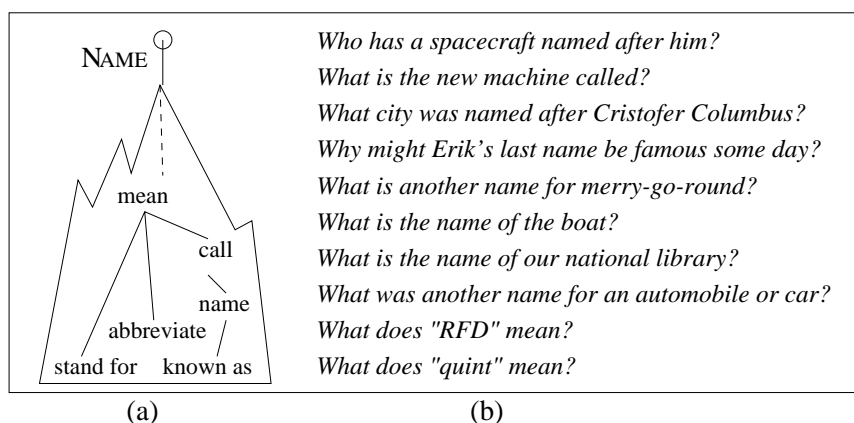 NAME
mean
call
name
abbreviate
stand for known as
(a)
Who has a spacecraft named after him?
What is the new machine called?
What city was named after Cristofer Columbus?
Why might Erik's last name be famous some day?
What is another name for merry-go-round?
What is the name of the boat?
What is the name of our national library?
What was another name for an automobile or car?
What does "RFD" mean?
What does "quint" mean?
(b)